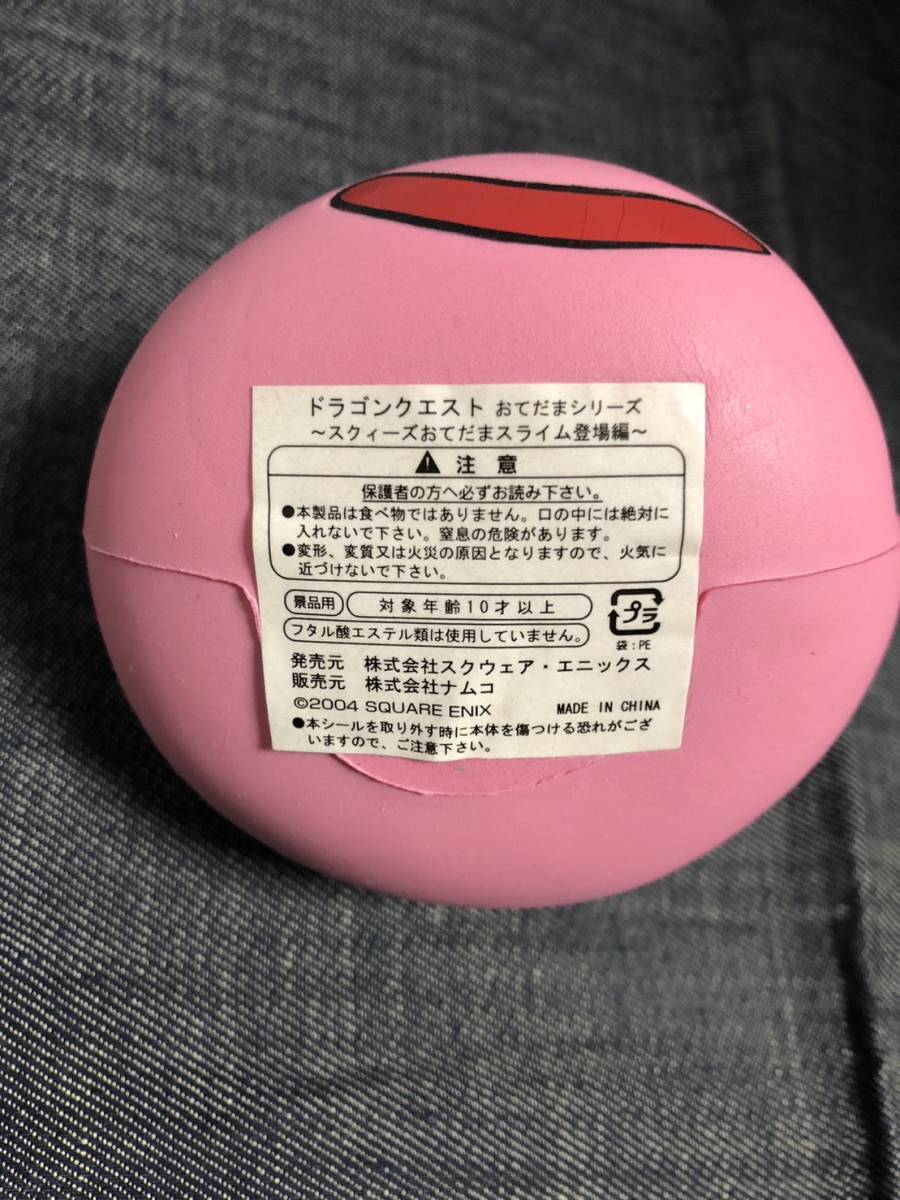 ドラゴンクエスト おてだまシリーズ
～スクィーズおてだまスライム登場編～
注 意
保護者の方へ必ずお読み下さい。
●本製品は食べ物ではありません。口の中には絶対に
入れないで下さい。窒息の危険があります。
●変形、変質又は火災の原因となりますので、火気に
近づけないで下さい。
景品用 対象年齢10才以上
フタル酸エステル類は使用していません。
プラ
袋:PE
発売元 株式会社スクウェア・エニックス
販売元 株式会社ナムコ
©2004 SQUARE ENIX MADE IN CHINA
●本シールを取り外す時に本体を傷つける恐れがござ
いますので、ご注意下さい。